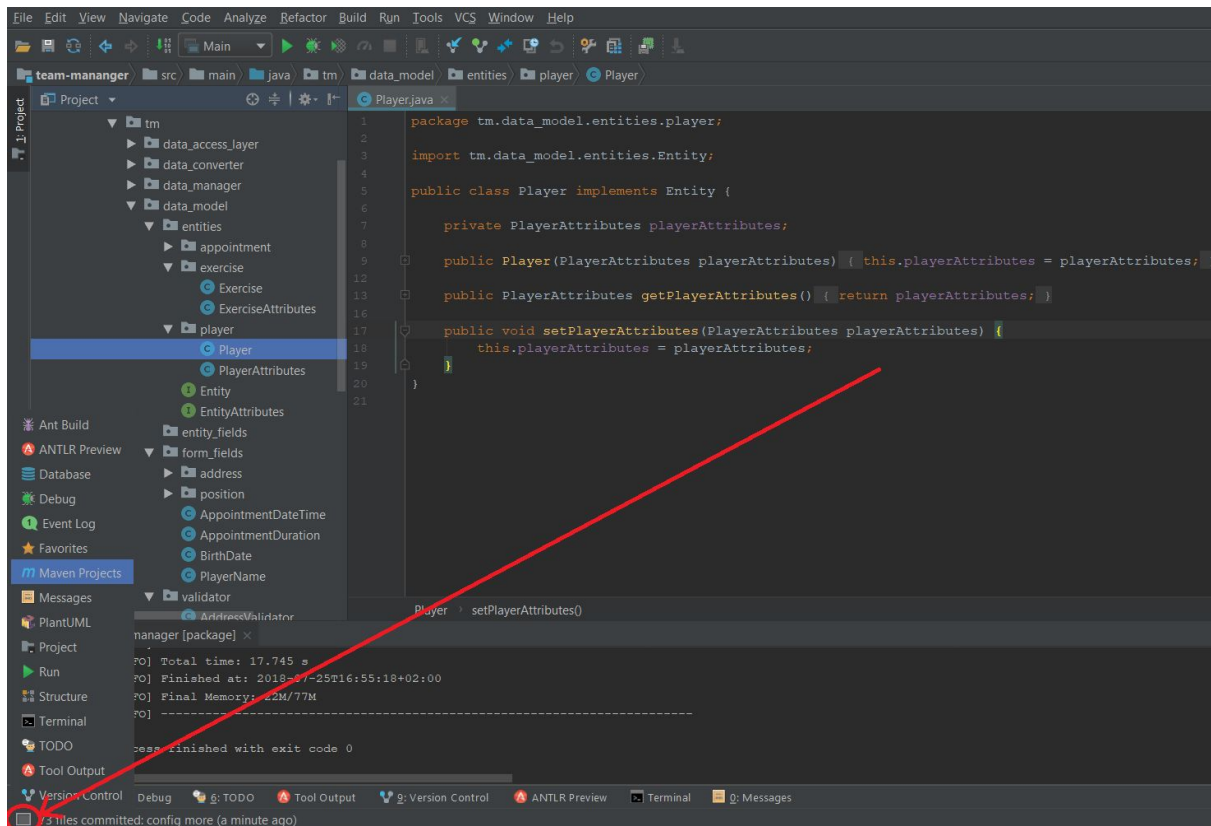 File Edit View Navigate Code Analyze Refactor Build Run Tools VCS Window Help
Main
team-mananger src main java tm data_model entities player Player
1: Project
Project
Player.java
tm
data_access_layer
data_converter
data_manager
data_model
entities
appointment
exercise
Exercise
ExerciseAttributes
player
Player
PlayerAttributes
Entity
EntityAttributes
entity_fields
form_fields
address
position
AppointmentDateTime
AppointmentDuration
BirthDate
PlayerName
validator
AddressValidator
1 package tm.data_model.entities.player;
2
3 import tm.data_model.entities.Entity;
4
5 public class Player implements Entity {
6
7 private PlayerAttributes playerAttributes;
8
9 public Player(PlayerAttributes playerAttributes) { this.playerAttributes = playerAttributes;
12
13 public PlayerAttributes getPlayerAttributes() { return playerAttributes; }
16
17 public void setPlayerAttributes(PlayerAttributes playerAttributes) {
18 this.playerAttributes = playerAttributes;
19 }
20 }
21
Player › setPlayerAttributes()
Ant Build
ANTLR Preview
Database
Debug
Event Log
Favorites
Maven Projects
Messages
PlantUML
Project
Run
Structure
Terminal
TODO
Tool Output
Version Control
manager [package]
FO] Total time: 17.745 s
FO] Finished at: 2018-07-25T16:55:18+02:00
FO] Final Memory: 22M/77M
FO] ------------------------------------------------------------------------
cess finished with exit code 0
Debug 6: TODO Tool Output 9: Version Control ANTLR Preview Terminal 0: Messages
73 files committed: config more (a minute ago)